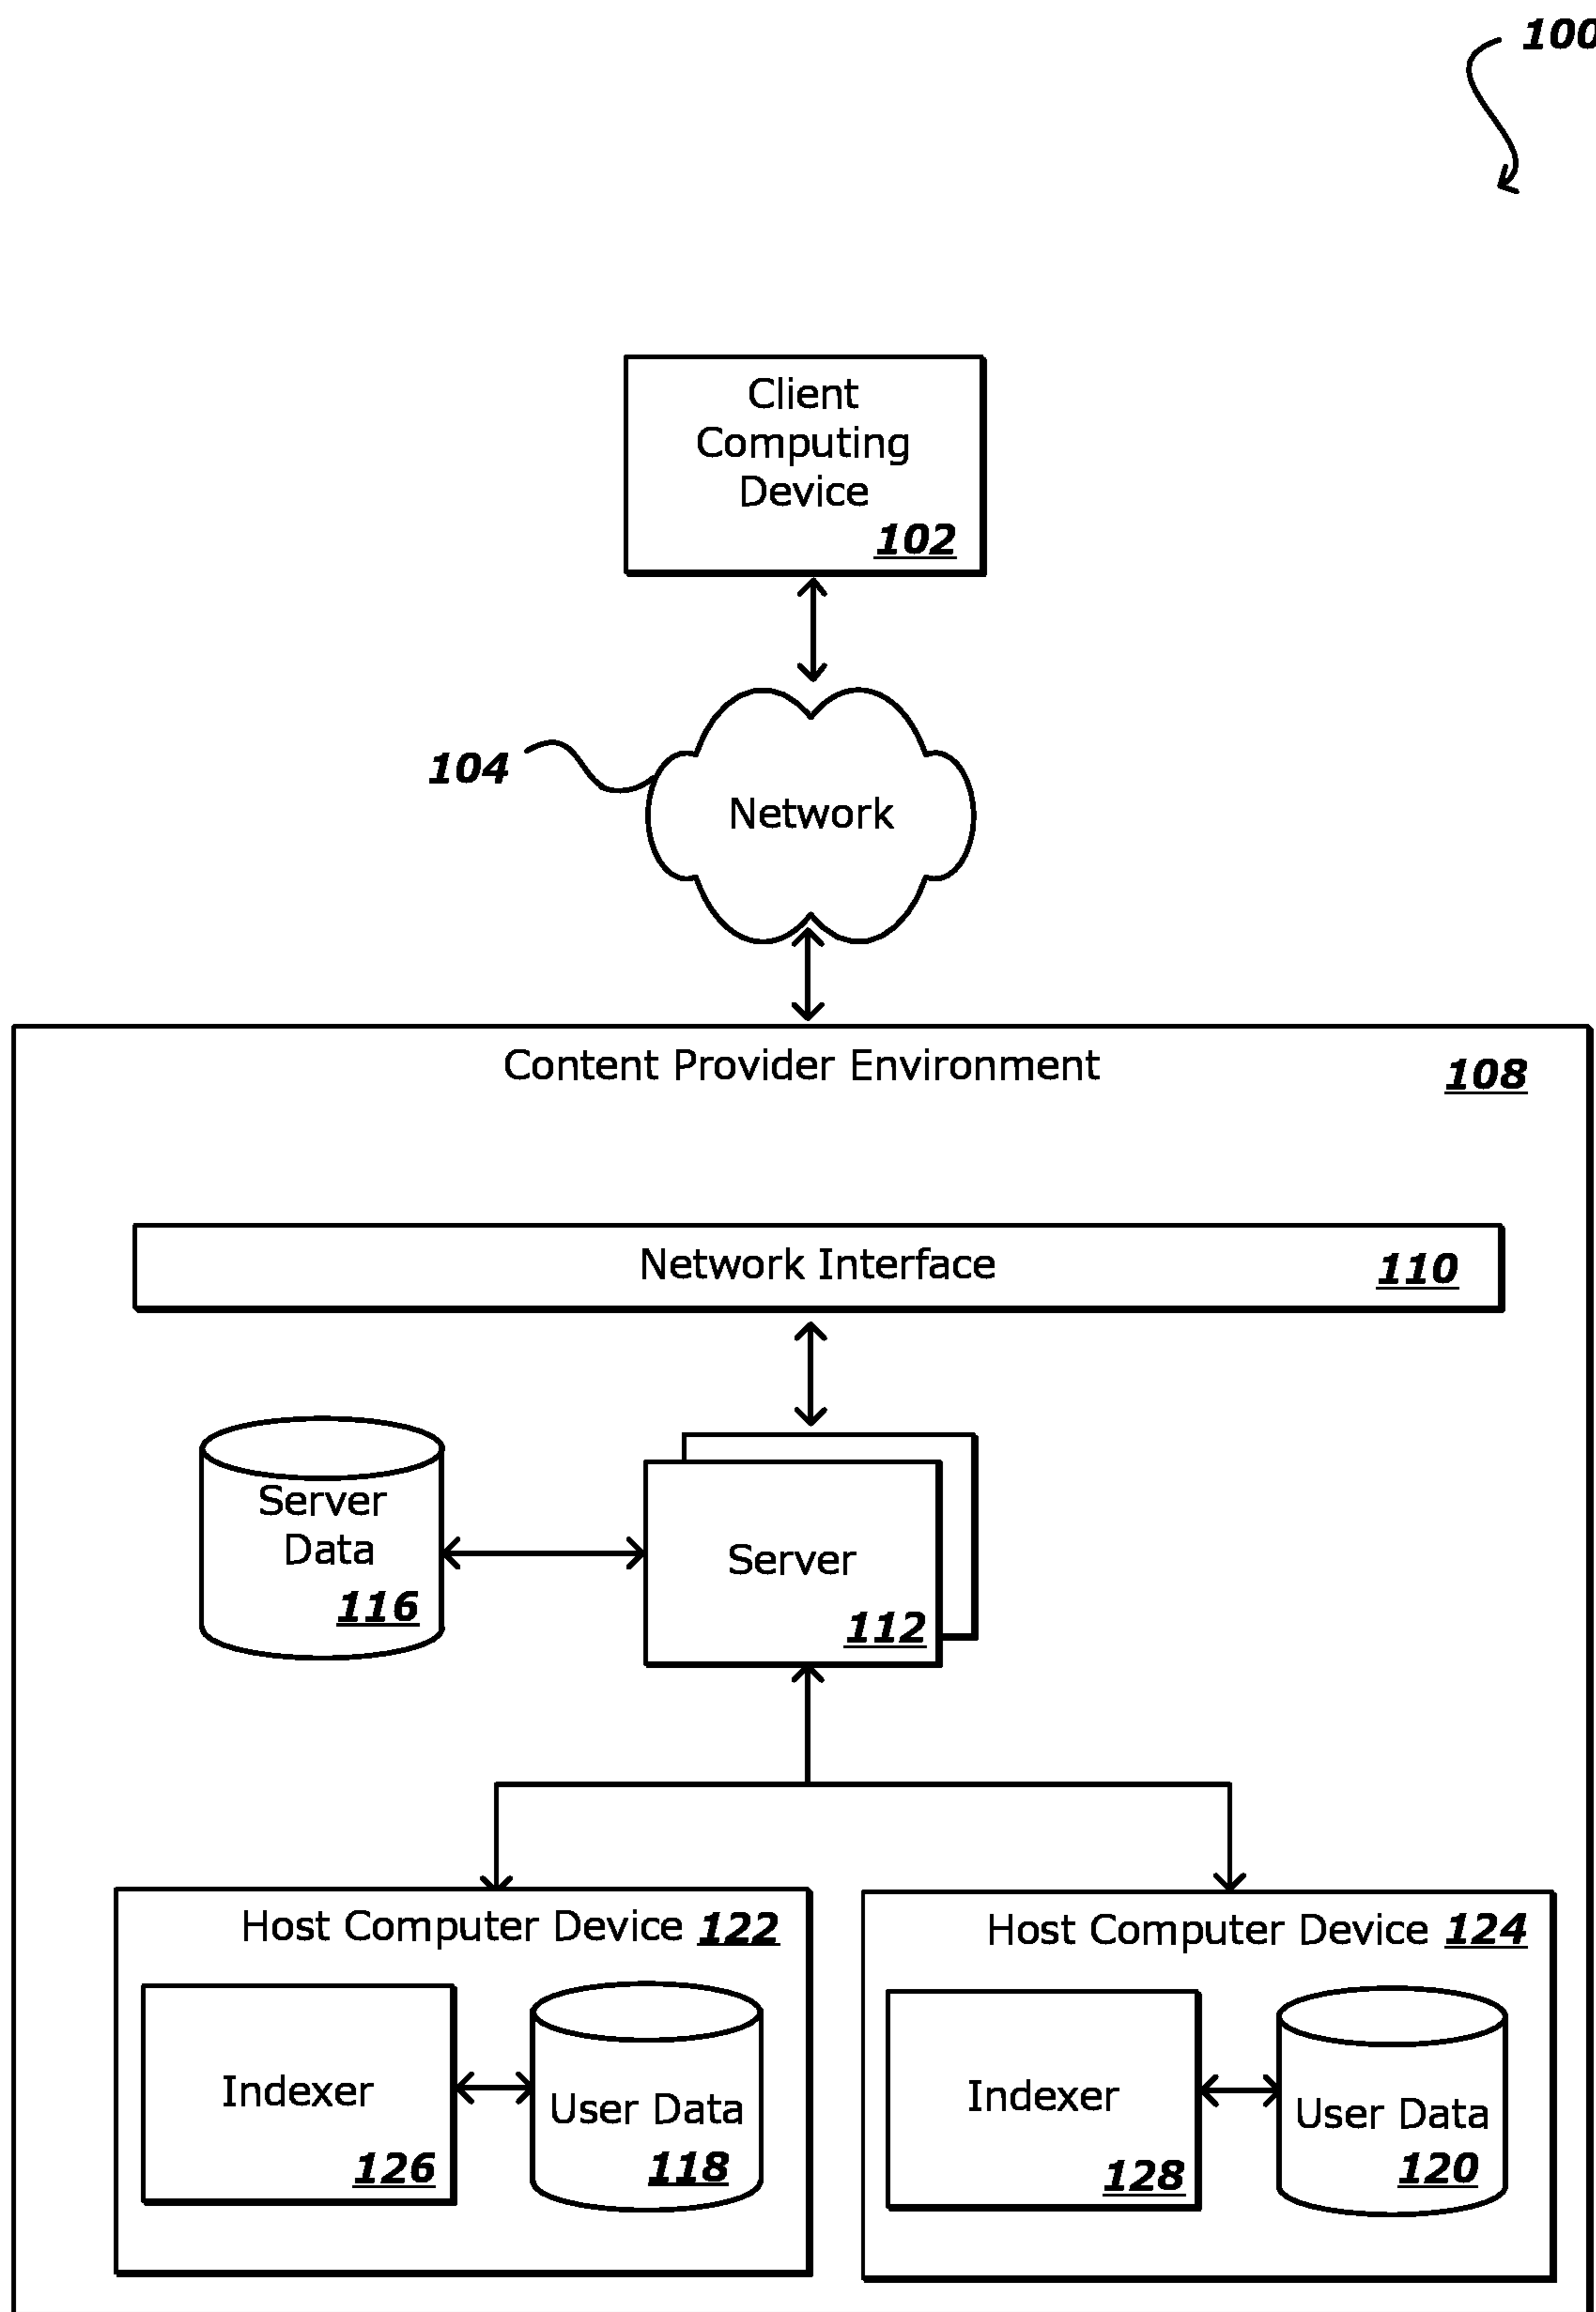 100
Client
Computing
Device
102
104
Network
Content Provider Environment
108
Network Interface
110
Server
Data
116
Server
112
Host Computer Device 122
Indexer
126
User Data
118
Host Computer Device 124
Indexer
128
User Data
120